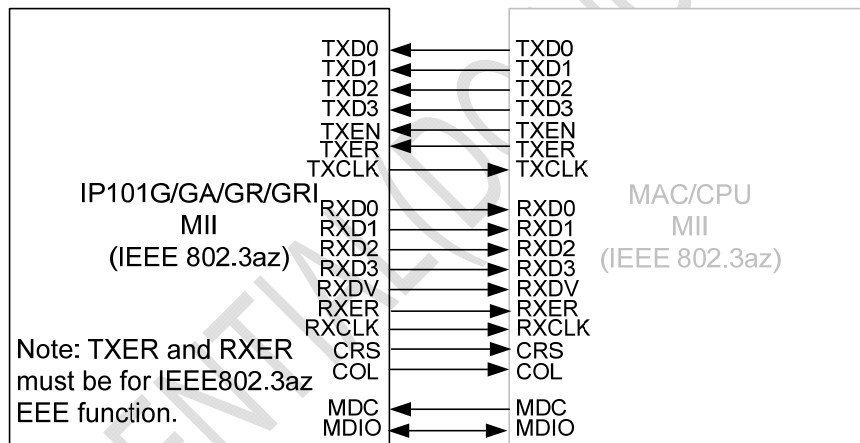 TXD0 TXD0
TXD1 TXD1
TXD2 TXD2
TXD3 TXD3
TXEN TXEN
TXER TXER
TXCLK TXCLK
IP101G/GA/GR/GRI
MII
(IEEE 802.3az)
MAC/CPU
MII
(IEEE 802.3az)
RXD0 RXD0
RXD1 RXD1
RXD2 RXD2
RXD3 RXD3
RXDV RXDV
RXER RXER
RXCLK RXCLK
CRS CRS
COL COL
Note: TXER and RXER
must be for IEEE802.3az
EEE function.
MDC MDC
MDIO MDIO